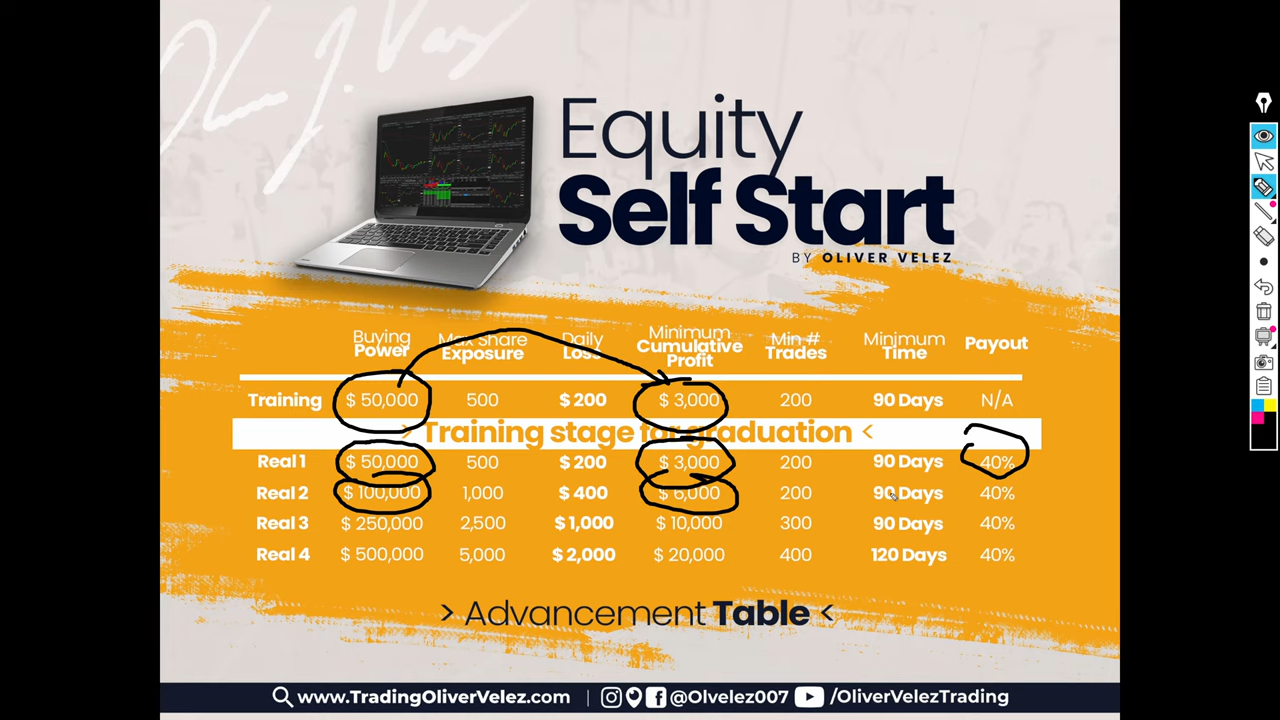 Equity
Self Start
BY OLIVER VELEZ
Buying Power Max Share Exposure Daily Loss Minimum Cumulative Profit Min.# Trades Minimum Time Payout
Training $ 50,000 500 $ 200 $ 3,000 200 90 Days N/A
> Training stage for graduation <
Real 1 $ 50,000 500 $ 200 $ 3,000 200 90 Days 40%
Real 2 $ 100,000 1,000 $ 400 $ 6,000 200 90 Days 40%
Real 3 $ 250,000 2,500 $ 1,000 $ 10,000 300 90 Days 40%
Real 4 $ 500,000 5,000 $ 2,000 $ 20,000 400 120 Days 40%
> Advancement Table <
www.TradingOliverVelez.com | @Olvelez007 /OliverVelezTrading